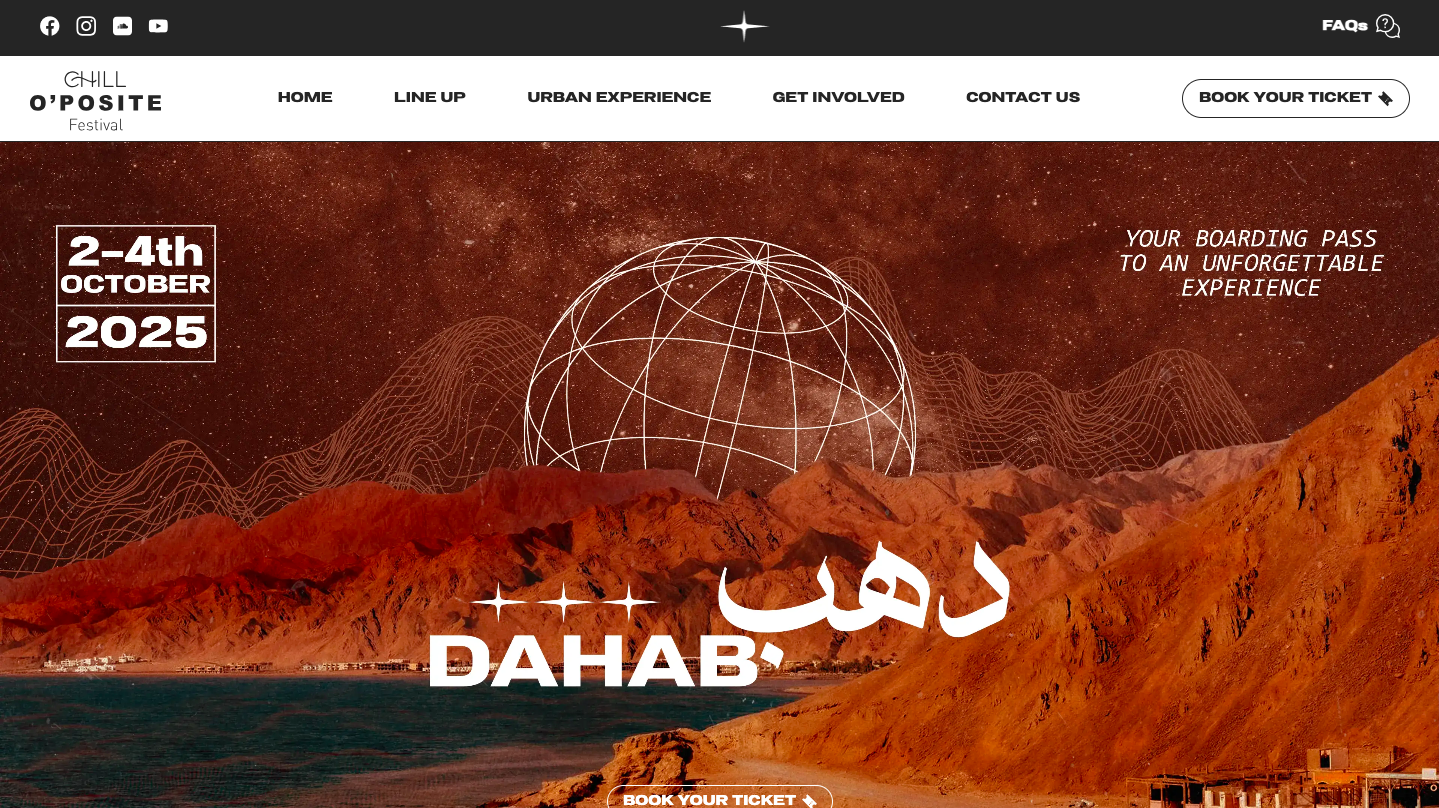 FAQs
CHILL
O'POSITE
Festival
HOME
LINE UP
URBAN EXPERIENCE
GET INVOLVED
CONTACT US
BOOK YOUR TICKET
2–4th
OCTOBER
2025
YOUR BOARDING PASS
TO AN UNFORGETTABLE
EXPERIENCE
دهب
DAHAB
BOOK YOUR TICKET